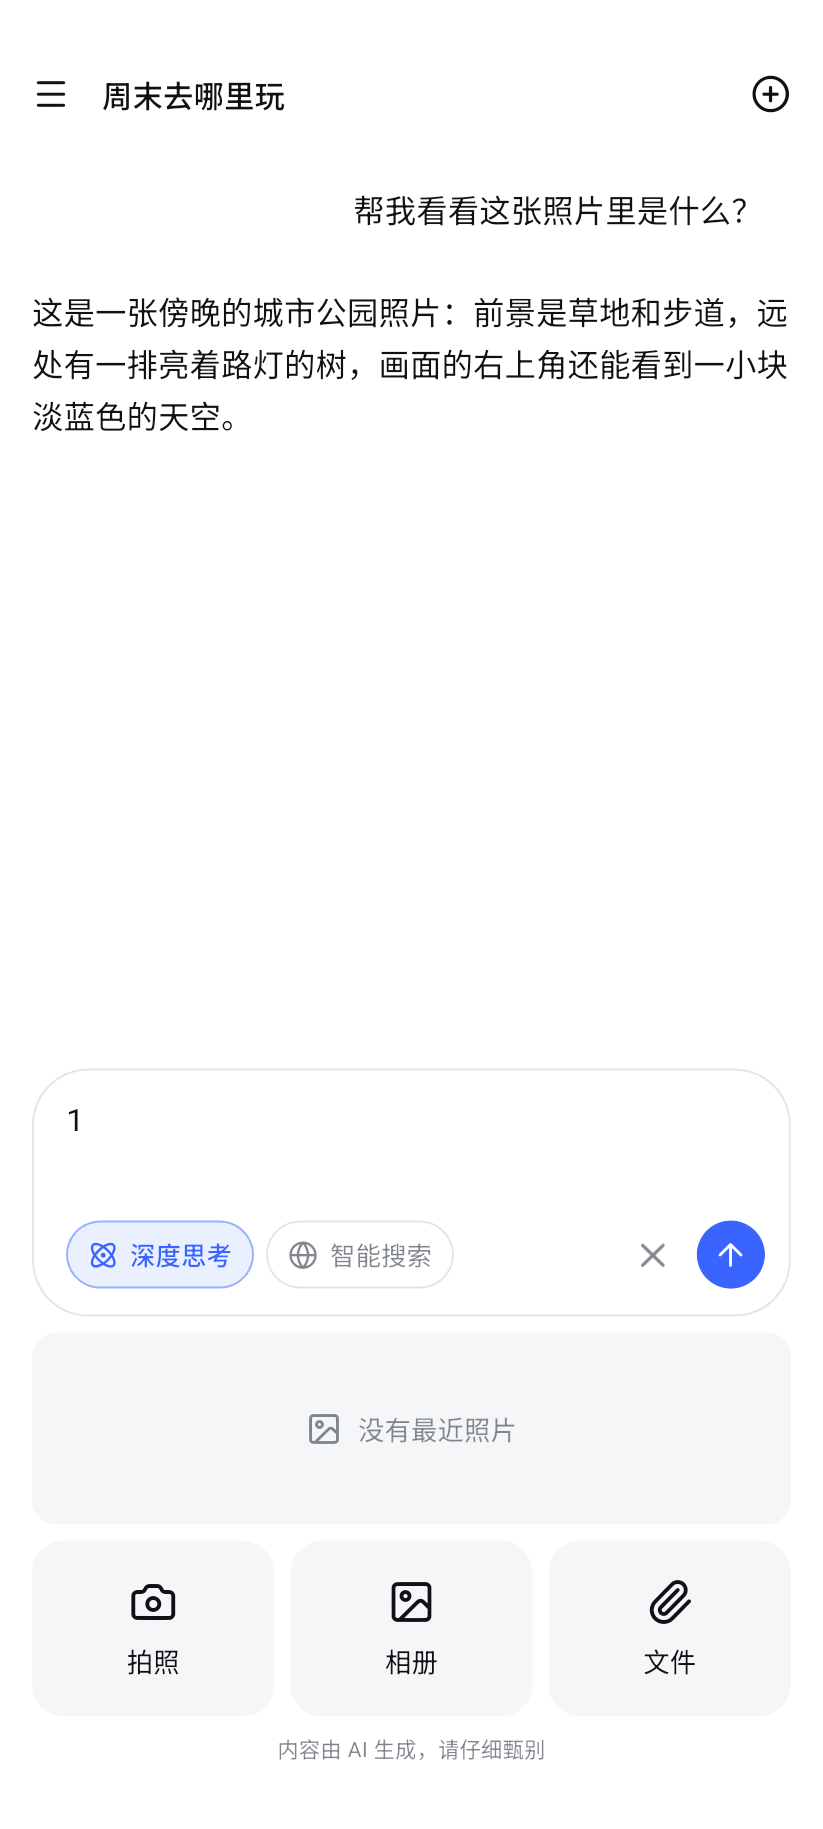 周末去哪里玩
帮我看看这张照片里是什么？
这是一张傍晚的城市公园照片：前景是草地和步道，远
处有一排亮着路灯的树，画面的右上角还能看到一小块
淡蓝色的天空。
1
深度思考
智能搜索
没有最近照片
拍照
相册
文件
内容由 AI 生成，请仔细甄别